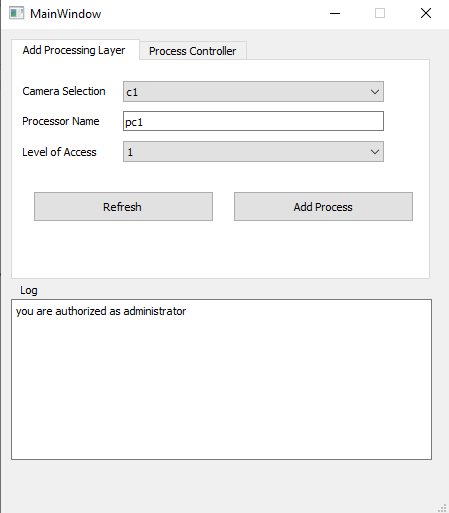 MainWindow
Add Processing Layer
Process Controller
Camera Selection
c1
Processor Name
pc1
Level of Access
1
Refresh
Add Process
Log
you are authorized as administrator